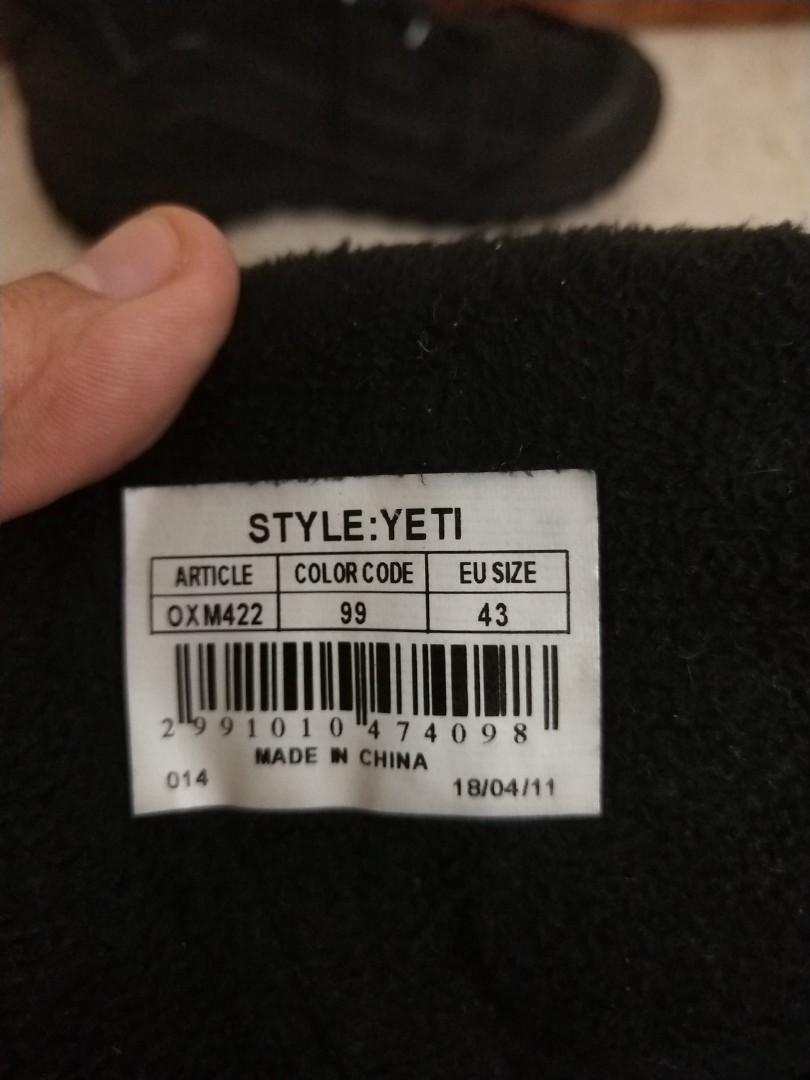 STYLE:YETI
ARTICLE COLOR CODE EU SIZE
OXM422 99 43
2991010474098
MADE IN CHINA
014 18/04/11